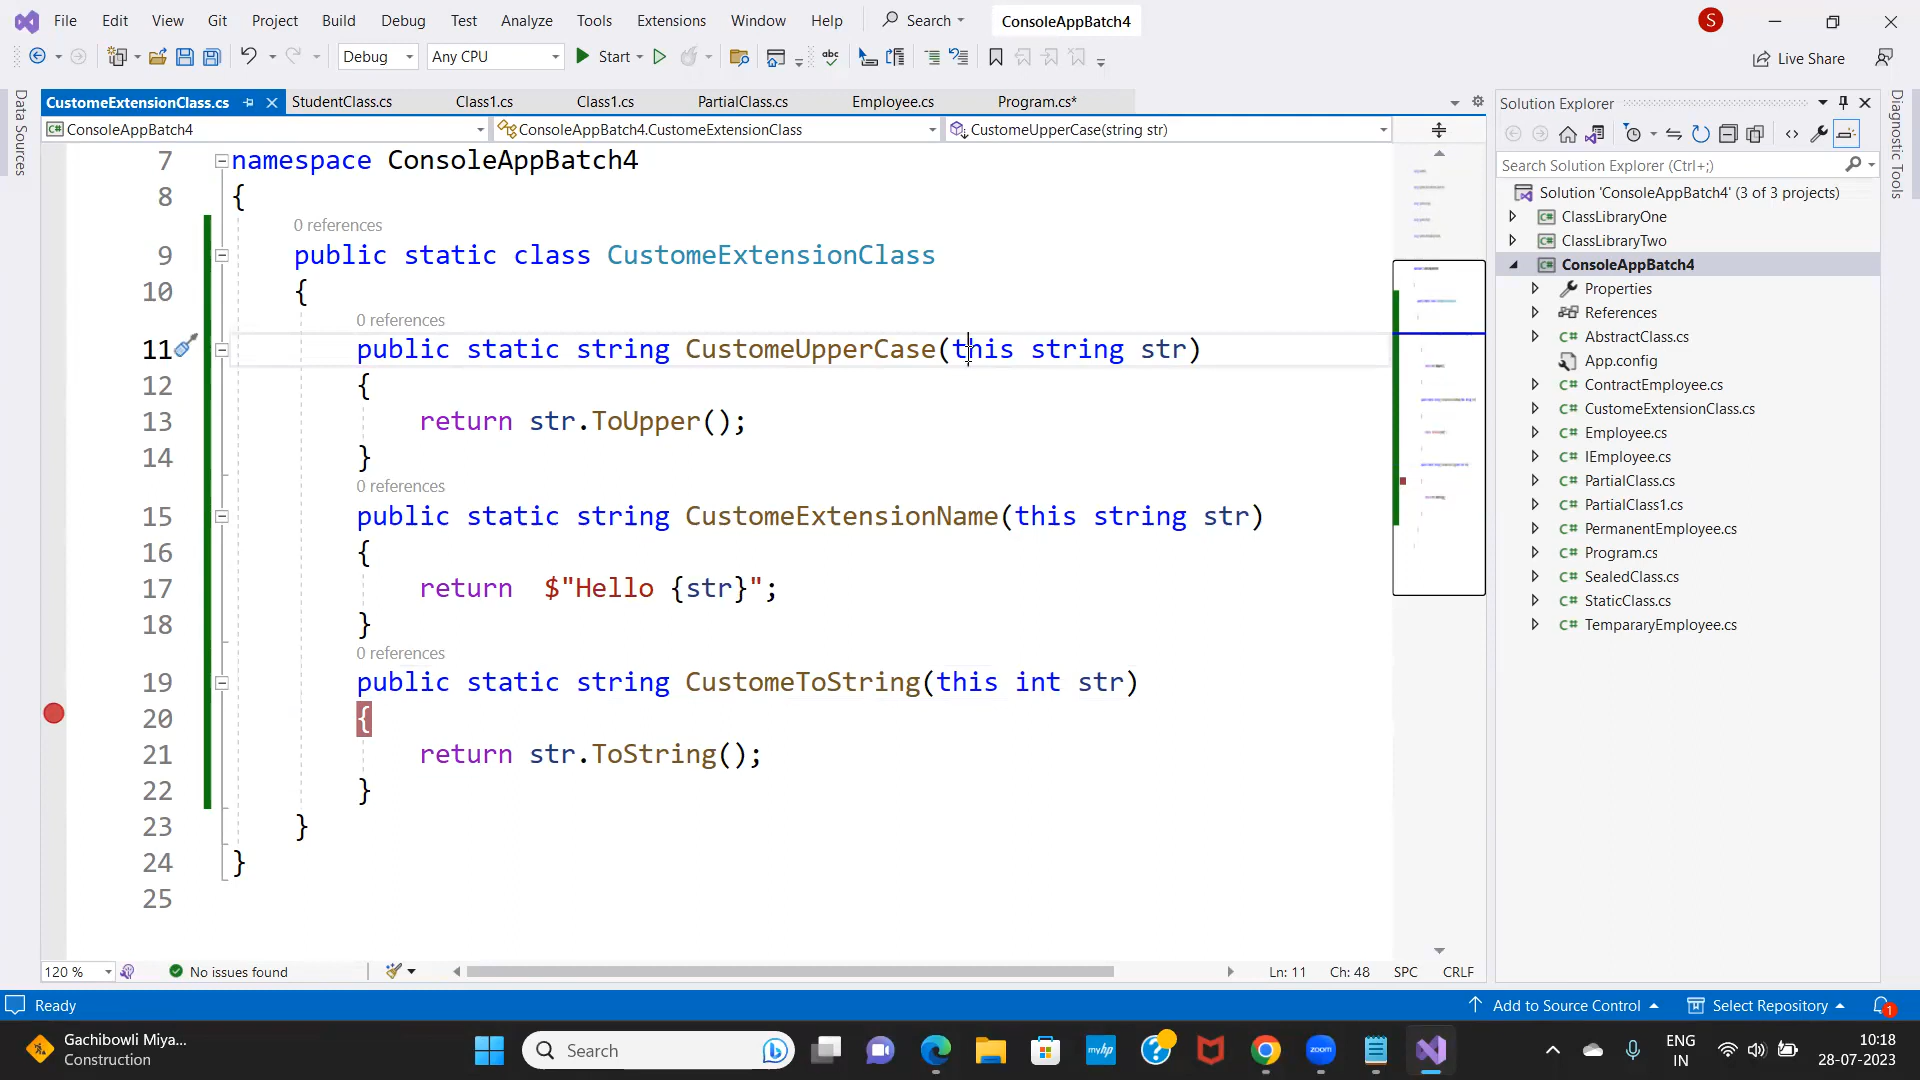 File Edit View Git Project Build Debug Test Analyze Tools Extensions Window Help Search ConsoleAppBatch4 S
Debug Any CPU Start Live Share
CustomeExtensionClass.cs StudentClass.cs Class1.cs Class1.cs PartialClass.cs Employee.cs Program.cs*
ConsoleAppBatch4 ConsoleAppBatch4.CustomeExtensionClass CustomeUpperCase(string str)
Data Sources
7 namespace ConsoleAppBatch4
8 {
0 references
9 public static class CustomeExtensionClass
10 {
0 references
11 public static string CustomeUpperCase(this string str)
12 {
13 return str.ToUpper();
14 }
0 references
15 public static string CustomeExtensionName(this string str)
16 {
17 return $"Hello {str}";
18 }
0 references
19 public static string CustomeToString(this int str)
20 {
21 return str.ToString();
22 }
23 }
24 }
25
120 % No issues found Ln: 11 Ch: 48 SPC CRLF
Solution Explorer
Search Solution Explorer (Ctrl+;)
Solution 'ConsoleAppBatch4' (3 of 3 projects)
C# ClassLibraryOne
C# ClassLibraryTwo
C# ConsoleAppBatch4
Properties
References
C# AbstractClass.cs
App.config
C# ContractEmployee.cs
C# CustomeExtensionClass.cs
C# Employee.cs
C# IEmployee.cs
C# PartialClass.cs
C# PartialClass1.cs
C# PermanentEmployee.cs
C# Program.cs
C# SealedClass.cs
C# StaticClass.cs
C# TempararyEmployee.cs
Diagnostic Tools
Ready Add to Source Control Select Repository 1
Gachibowli Miya...
Construction
Search myhp zoom
ENG
IN
10:18
28-07-2023